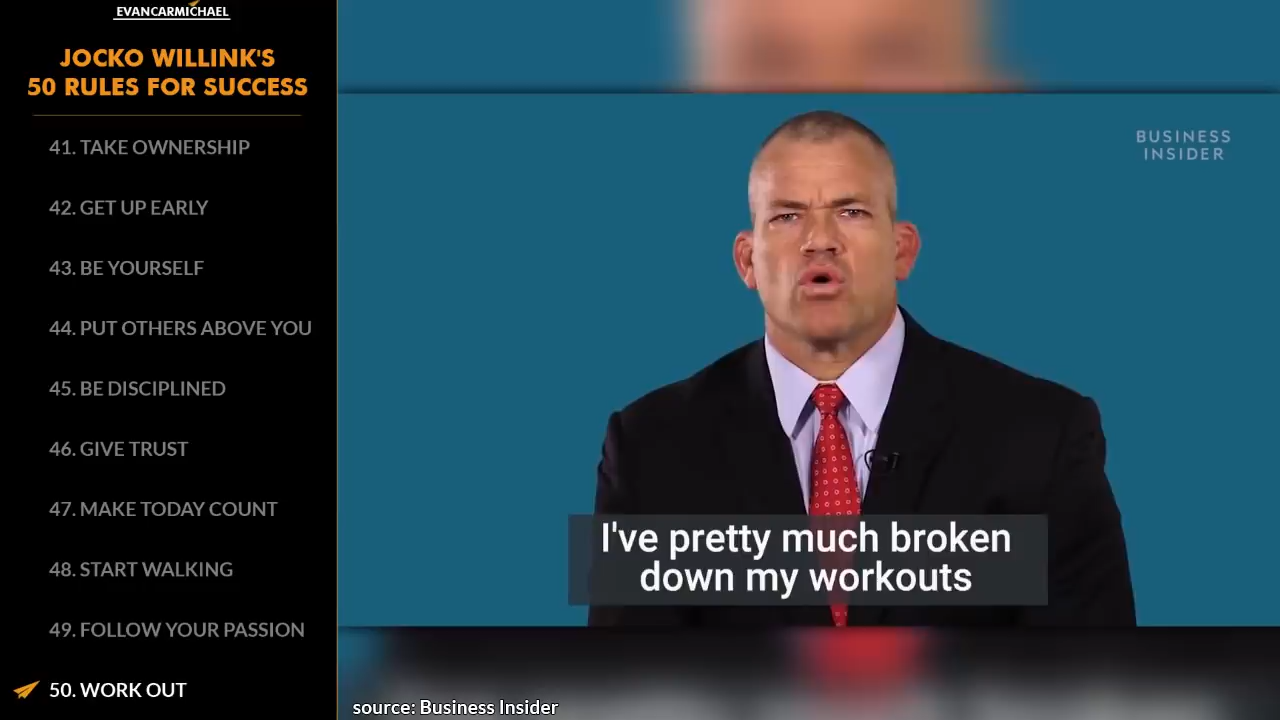 EVANCARMICHAEL
JOCKO WILLINK'S
50 RULES FOR SUCCESS
41. TAKE OWNERSHIP
42. GET UP EARLY
43. BE YOURSELF
44. PUT OTHERS ABOVE YOU
45. BE DISCIPLINED
46. GIVE TRUST
47. MAKE TODAY COUNT
48. START WALKING
49. FOLLOW YOUR PASSION
50. WORK OUT
BUSINESS
INSIDER
I've pretty much broken
down my workouts
source: Business Insider